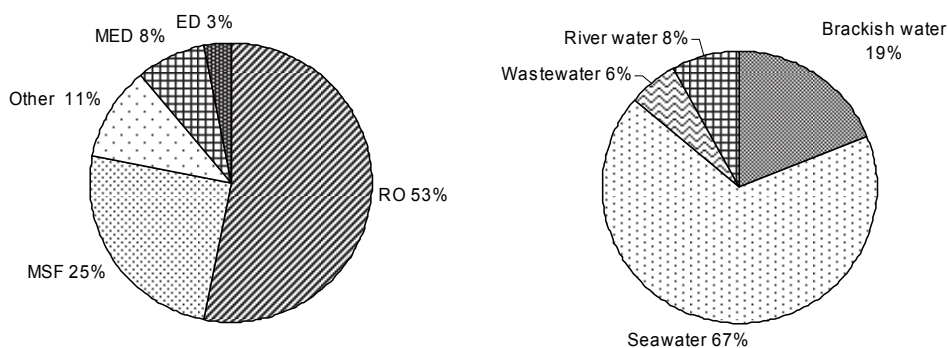 ED 3%
MED 8%
Other 11%
RO 53%
MSF 25%
Brackish water
19%
River water 8%
Wastewater 6%
Seawater 67%